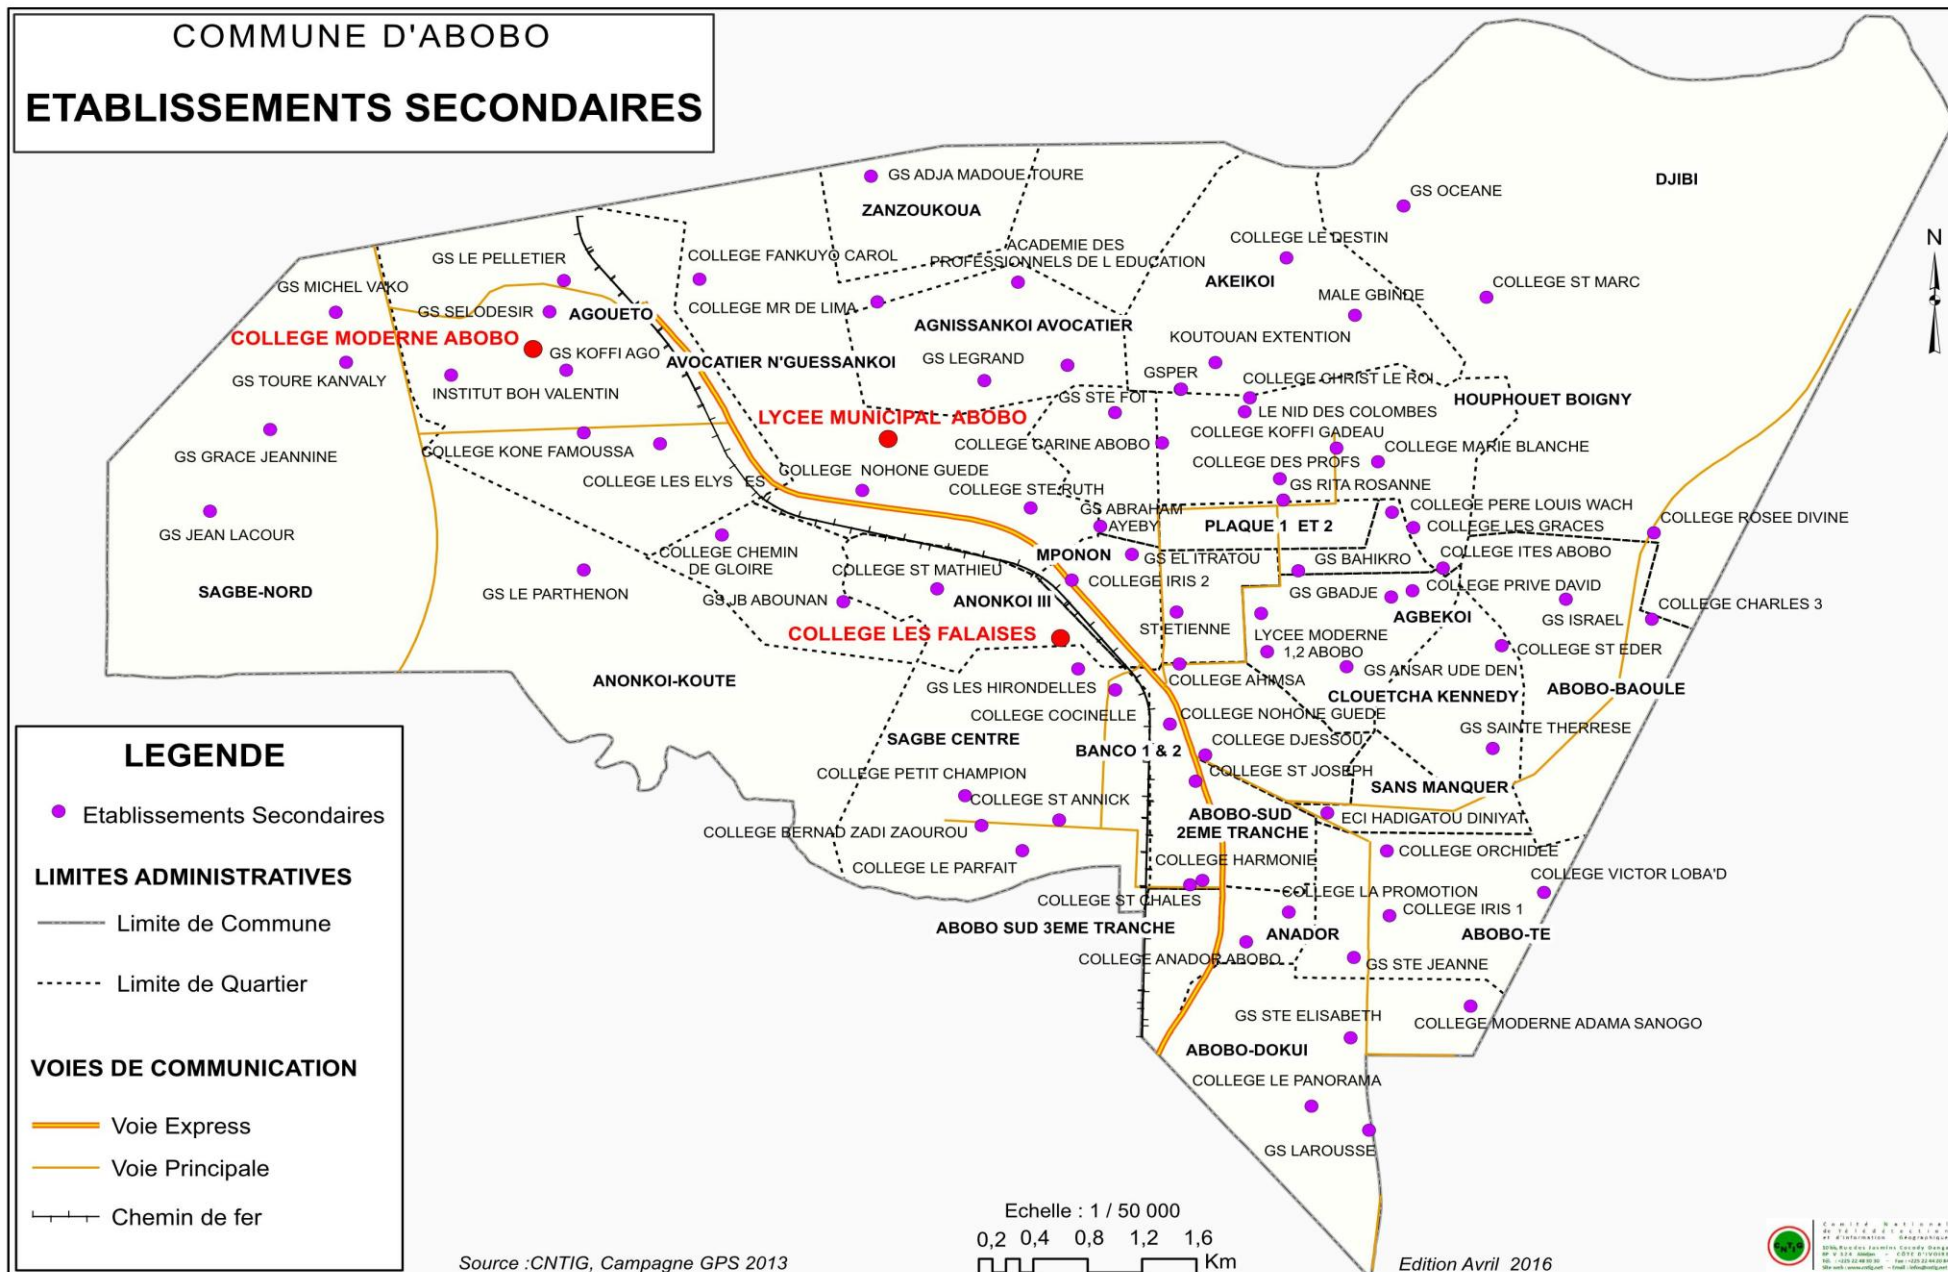 COMMUNE D'ABOBO
ETABLISSEMENTS SECONDAIRES
GS ADJA MADOUE TOURE
ZANZOUKOUA
DJIBI
GS OCEANE
N
COLLEGE LE DESTIN
ACADEMIE DES
PROFESSIONNELS DE L EDUCATION
COLLEGE FANKUYO CAROL
GS LE PELLETIER
AKEIKOI
COLLEGE ST MARC
GS MICHEL VAKO
MALE GBINDE
GS SELODESIR
AGOUETO
COLLEGE MR DE LIMA
AGNISSANKOI AVOCATIER
KOUTOUAN EXTENTION
COLLEGE MODERNE ABOBO
GS KOFFI AGO
AVOCATIER N'GUESSANKOI
GS LEGRAND
GSPER
COLLEGE CHRIST LE ROI
GS TOURE KANVALY
INSTITUT BOH VALENTIN
GS STE FOI
HOUPHOUET BOIGNY
LYCEE MUNICIPAL ABOBO
LE NID DES COLOMBES
COLLEGE KOFFI GADEAU
COLLEGE CARINE ABOBO
COLLEGE MARIE BLANCHE
GS GRACE JEANNINE
COLLEGE KONE FAMOUSSA
COLLEGE DES PROFS
COLLEGE NOHONE GUEDE
COLLEGE LES ELYS ES
GS RITA ROSANNE
COLLEGE STE RUTH
COLLEGE PERE LOUIS WACH
GS ABRAHAM
AYEBY
PLAQUE 1 ET 2
COLLEGE LES GRACES
COLLEGE ROSEE DIVINE
GS JEAN LACOUR
COLLEGE CHEMIN
DE GLOIRE
MPONON
GS EL ITRATOU
GS BAHIKRO
COLLEGE ITES ABOBO
COLLEGE ST MATHIEU
COLLEGE IRIS 2
COLLEGE PRIVE DAVID
SAGBE-NORD
GS LE PARTHENON
GS JB ABOUNAN
ANONKOI III
GS GBADJE
COLLEGE CHARLES 3
AGBEKOI
GS ISRAEL
COLLEGE LES FALAISES
ST ETIENNE
LYCEE MODERNE
1,2 ABOBO
COLLEGE ST EDER
GS ANSAR UDE DEN
ANONKOI-KOUTE
COLLEGE AHIMSA
GS LES HIRONDELLES
CLOUETCHA KENNEDY
ABOBO-BAOULE
COLLEGE COCINELLE
COLLEGE NOHONE GUEDE
GS SAINTE THERRESE
SAGBE CENTRE
BANCO 1 & 2
COLLEGE DJESSOU
COLLEGE PETIT CHAMPION
COLLEGE ST JOSEPH
SANS MANQUER
COLLEGE ST ANNICK
ABOBO-SUD
2EME TRANCHE
ECI HADIGATOU DINIYAT
COLLEGE BERNAD ZADI ZAOUROU
COLLEGE LE PARFAIT
COLLEGE HARMONIE
COLLEGE ORCHIDEE
COLLEGE VICTOR LOBA'D
COLLEGE ST CHALES
COLLEGE LA PROMOTION
COLLEGE IRIS 1
ABOBO SUD 3EME TRANCHE
ANADOR
ABOBO-TE
COLLEGE ANADOR ABOBO
GS STE JEANNE
GS STE ELISABETH
COLLEGE MODERNE ADAMA SANOGO
ABOBO-DOKUI
COLLEGE LE PANORAMA
GS LAROUSSE
LEGENDE
Etablissements Secondaires
LIMITES ADMINISTRATIVES
Limite de Commune
Limite de Quartier
VOIES DE COMMUNICATION
Voie Express
Voie Principale
Chemin de fer
Echelle : 1 / 50 000
0,2 0,4 0,8 1,2 1,6
Km
Source :CNTIG, Campagne GPS 2013
Edition Avril 2016
CNTIG
Comité National
de Télédétection
et d'Information Géographique